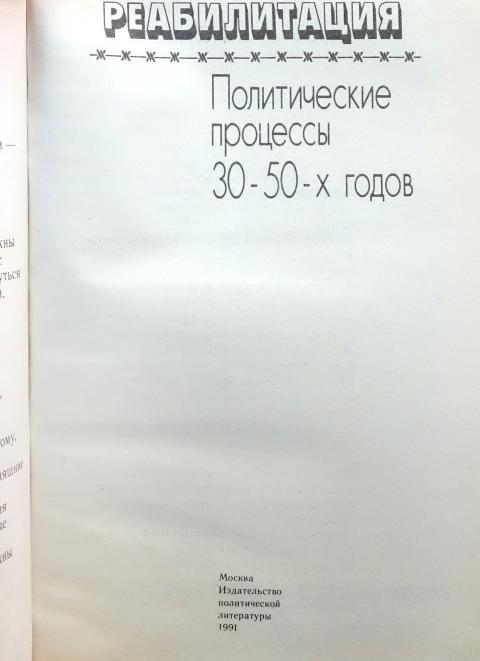 РЕАБИЛИТАЦИЯ
Политические
процессы
30-50-х годов
Москва
Издательство
политической
литературы
1991